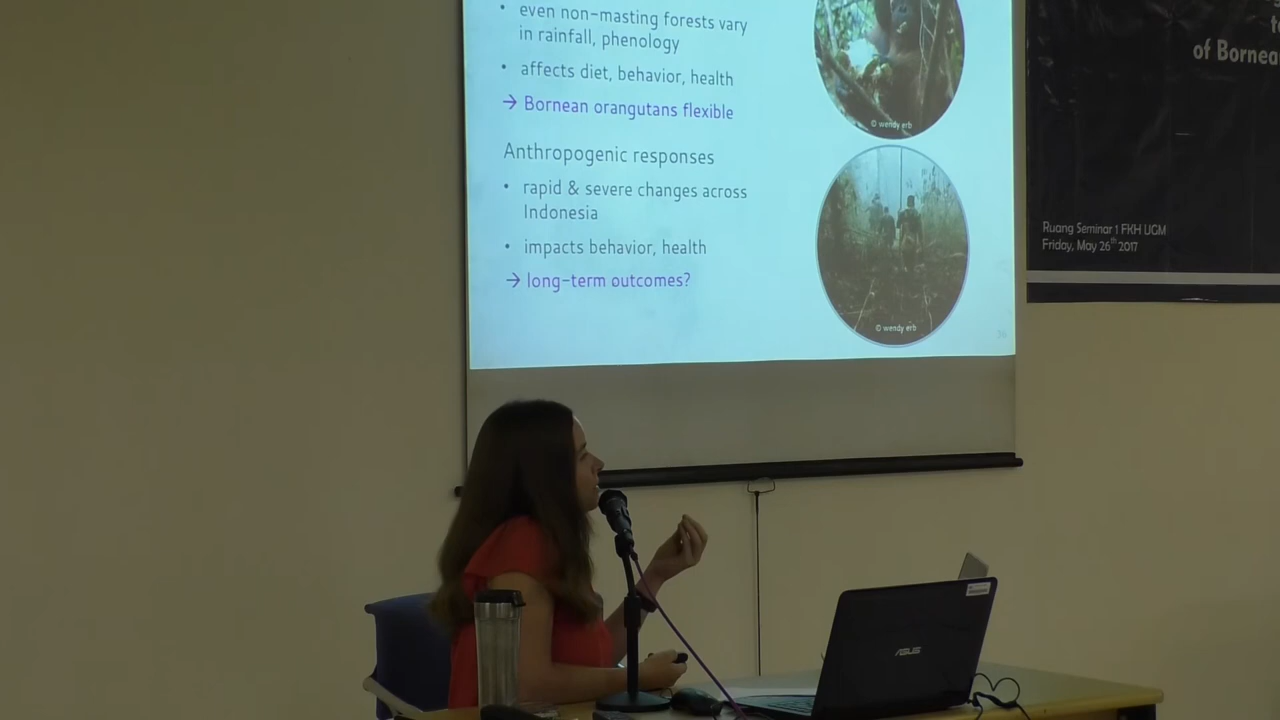 • even non-masting forests vary
in rainfall, phenology
• affects diet, behavior, health
→ Bornean orangutans flexible
Anthropogenic responses
• rapid & severe changes across
Indonesia
• impacts behavior, health
→ long-term outcomes?
© wendy erb
© wendy erb
of Bornea
Ruang Seminar 1 FKH UGM
Friday, May 26th 2017
ASUS